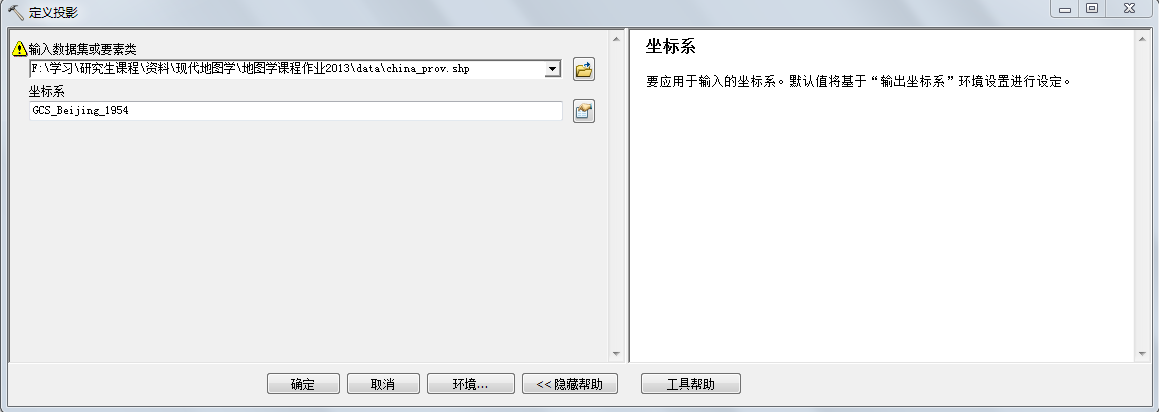 定义投影
输入数据集或要素类
F:\学习\研究生课程\资料\现代地图学\地图学课程作业2013\data\china_prov.shp
坐标系
GCS_Beijing_1954
坐标系
要应用于输入的坐标系。默认值将基于“输出坐标系”环境设置进行设定。
确定
取消
环境...
<< 隐藏帮助
工具帮助